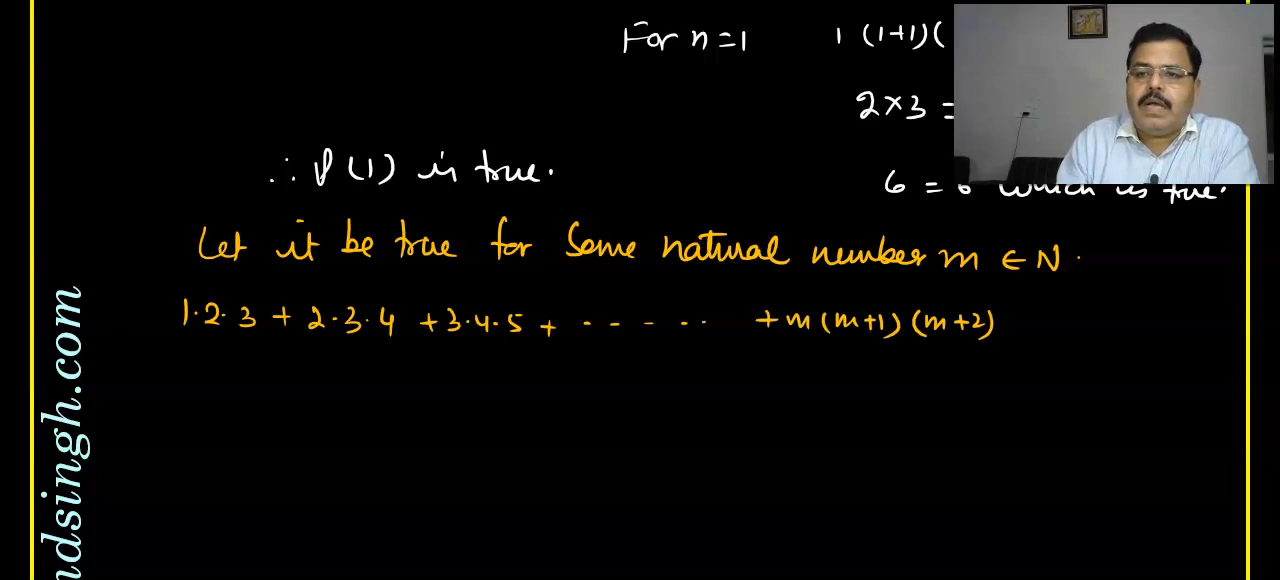 For n=1 1 (1+1)(
2×3 =
∴ P(1) is true.
6 = 6 which is true.
Let it be true for some natural number m ∈ N.
1·2·3 + 2·3·4 + 3·4·5 + ------ + m(m+1)(m+2)
ndsingh.com